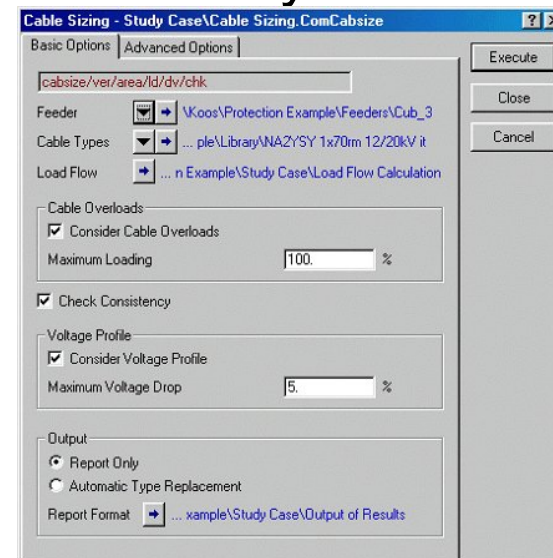 Cable Sizing - Study Case\Cable Sizing.ComCabsize
Basic Options Advanced Options
Execute
cabsize/ver/area/ld/dv/chk
Close
Feeder \Koos\Protection Example\Feeders\Cub_3
Cable Types ... ple\Library\NAZYSY 1x70rm 12/20kV it
Cancel
Load Flow ... n Example\Study Case\Load Flow Calculation
Cable Overloads
Consider Cable Overloads
Maximum Loading 100. %
Check Consistency
Voltage Profile
Consider Voltage Profile
Maximum Voltage Drop 5. %
Output
Report Only
Automatic Type Replacement
Report Format ... xample\Study Case\Output of Results